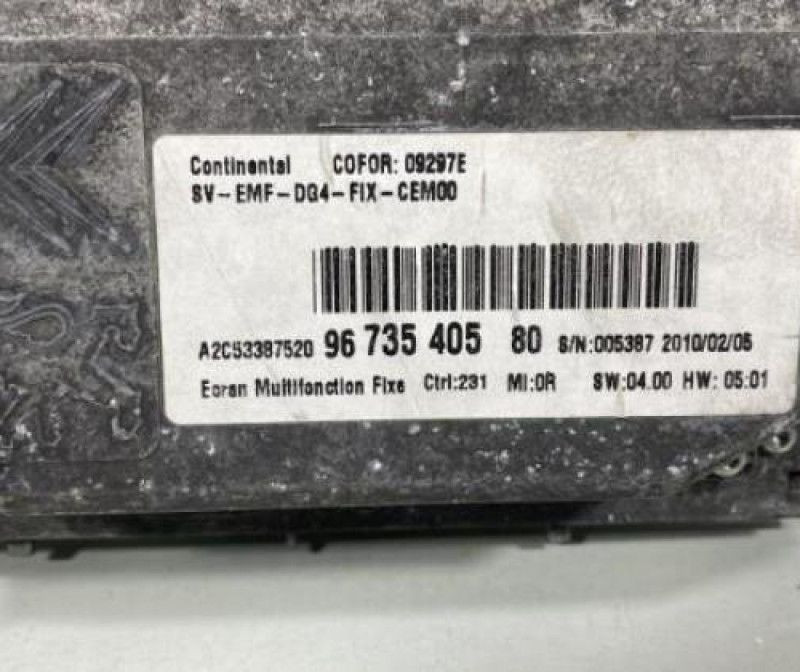 Continental COFOR: 09297E
SV-EMF-DG4-FIX-CEM00
A2C53387520 96 735 405 80 S/N:005387 2010/02/05
Ecran Multifonction Fixe Ctrl:231 MI:0R SW:04.00 HW: 05.01